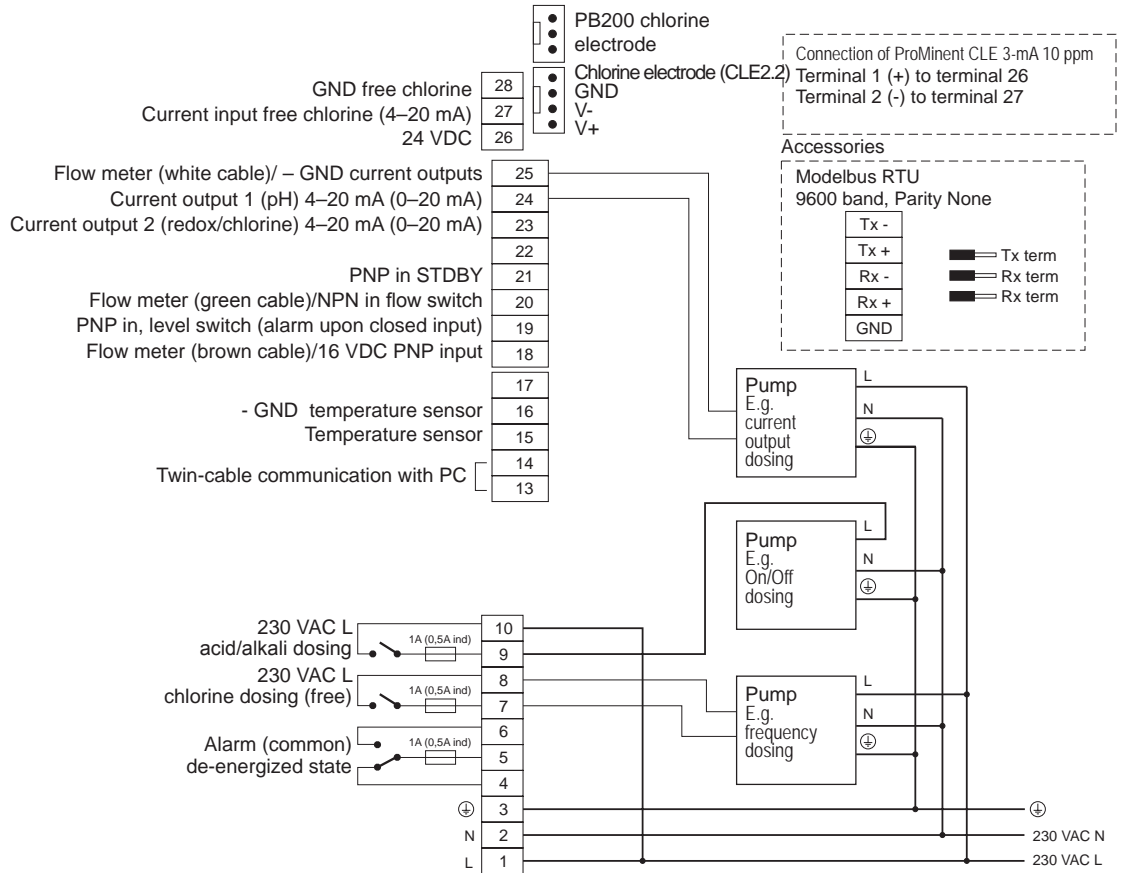 PB200 chlorine
electrode
Chlorine electrode (CLE2.2)
GND
V-
V+
GND free chlorine 28
Current input free chlorine (4–20 mA) 27
24 VDC 26
Connection of ProMinent CLE 3-mA 10 ppm
Terminal 1 (+) to terminal 26
Terminal 2 (-) to terminal 27
Accessories
Modelbus RTU
9600 band, Parity None
Tx -
Tx +
Rx -
Rx +
GND
Tx term
Rx term
Rx term
Flow meter (white cable)/ – GND current outputs 25
Current output 1 (pH) 4–20 mA (0–20 mA) 24
Current output 2 (redox/chlorine) 4–20 mA (0–20 mA) 23
22
PNP in STDBY 21
Flow meter (green cable)/NPN in flow switch 20
PNP in, level switch (alarm upon closed input) 19
Flow meter (brown cable)/16 VDC PNP input 18
17
- GND temperature sensor 16
Temperature sensor 15
14
Twin-cable communication with PC
13
Pump
E.g.
current
output
dosing
L
N
Pump
E.g.
On/Off
dosing
L
N
Pump
E.g.
frequency
dosing
L
N
230 VAC L 10
acid/alkali dosing 1A (0,5A ind) 9
230 VAC L 8
chlorine dosing (free) 1A (0,5A ind) 7
6
Alarm (common) 1A (0,5A ind) 5
de-energized state
4
3
N 2 230 VAC N
L 1 230 VAC L